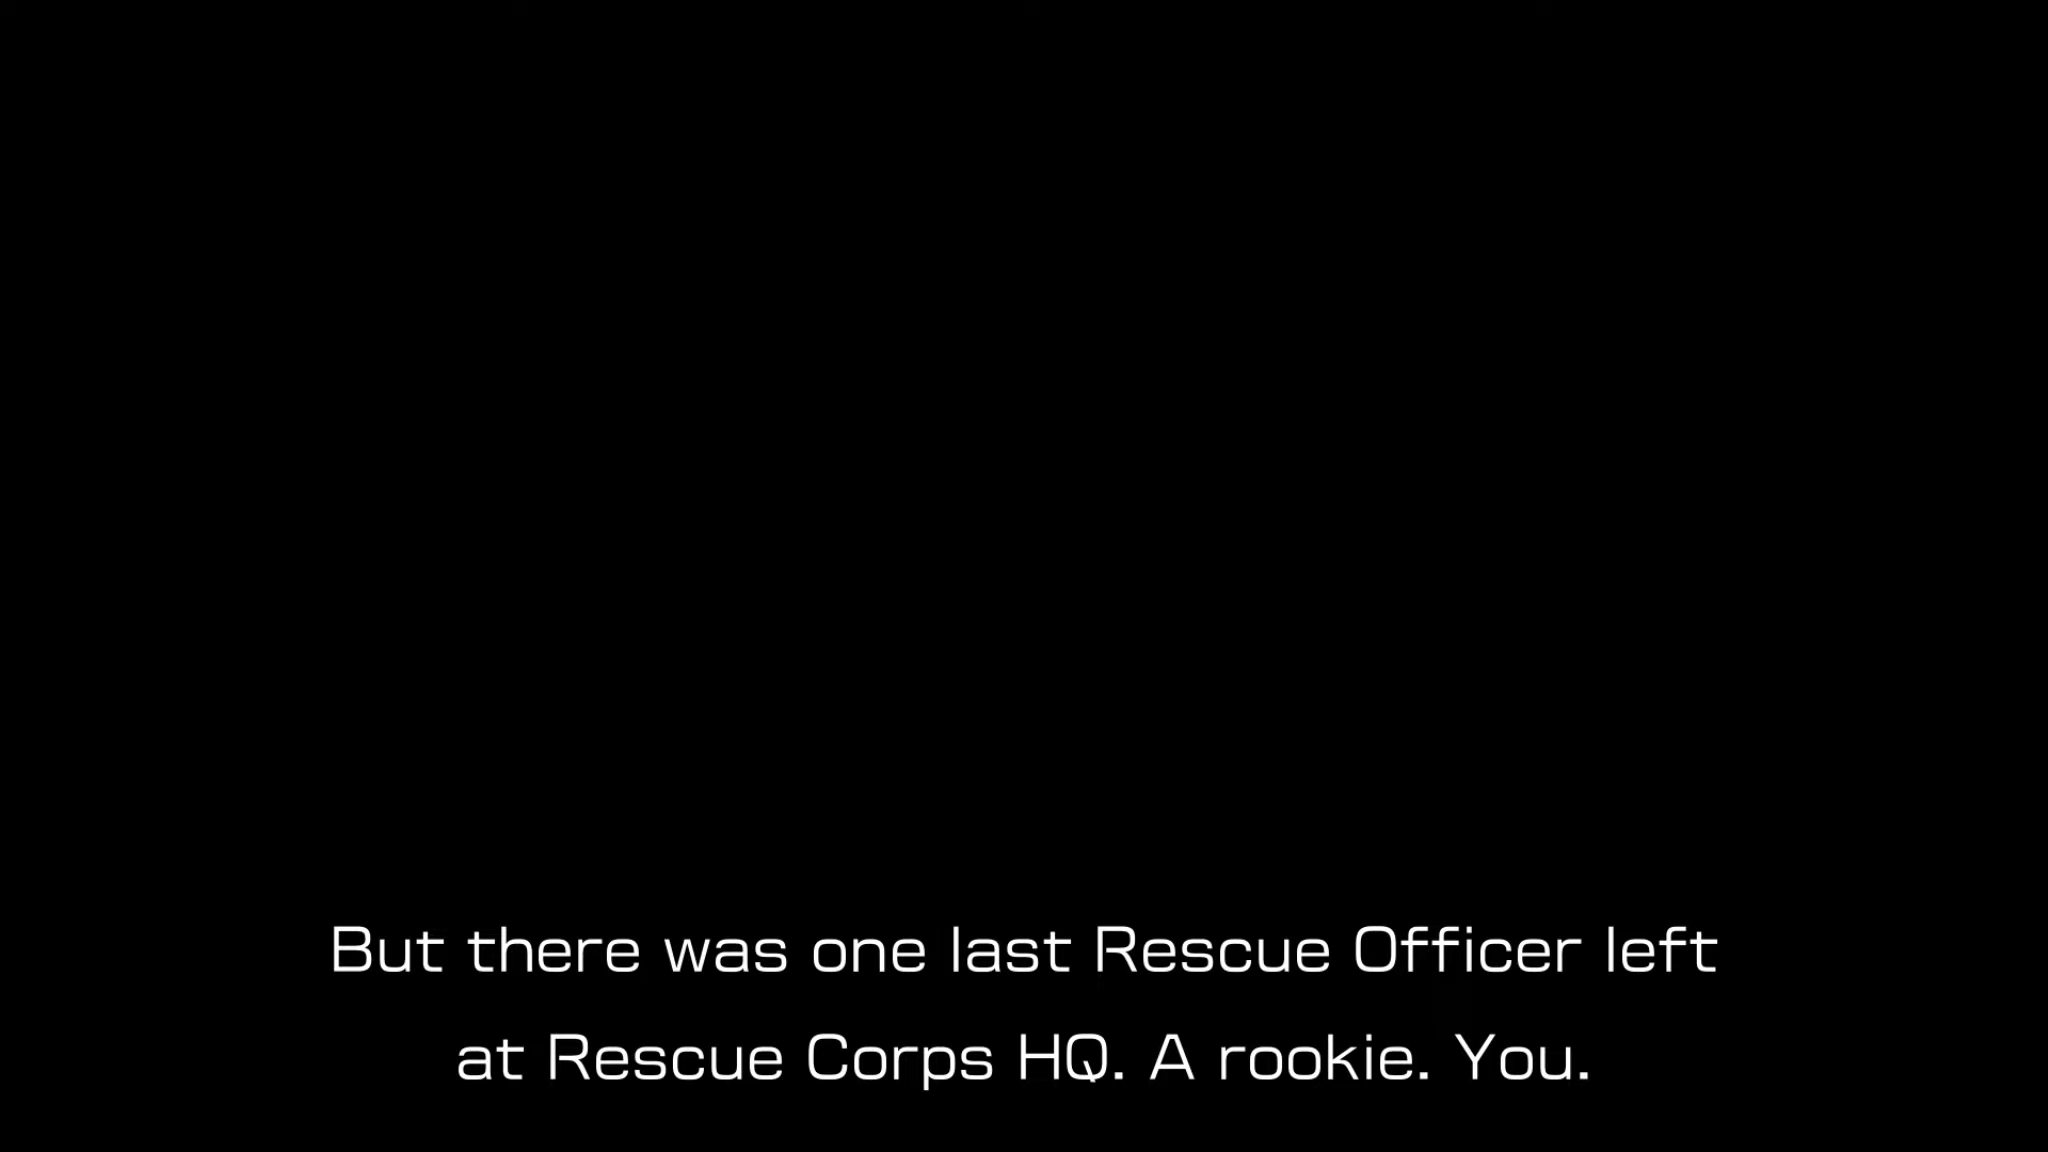 But there was one last Rescue Officer left
at Rescue Corps HQ. A rookie. You.